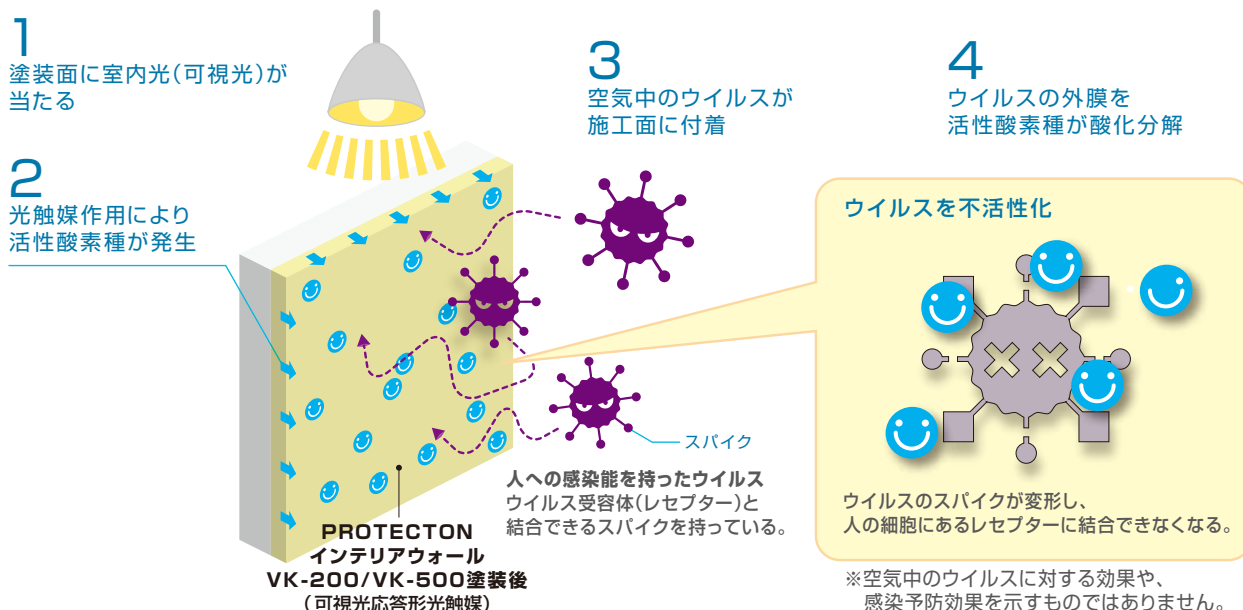 1
塗装面に室内光(可視光)が
当たる
2
光触媒作用により
活性酸素種が発生
3
空気中のウイルスが
施工面に付着
4
ウイルスの外膜を
活性酸素種が酸化分解
スパイク
人への感染能を持ったウイルス
ウイルス受容体(レセプター)と
結合できるスパイクを持っている。
PROTECTON
インテリアウォール
VK-200/VK-500塗装後
(可視光応答形光触媒)
ウイルスを不活性化
ウイルスのスパイクが変形し、
人の細胞にあるレセプターに結合できなくなる。
※空気中のウイルスに対する効果や、
感染予防効果を示すものではありません。